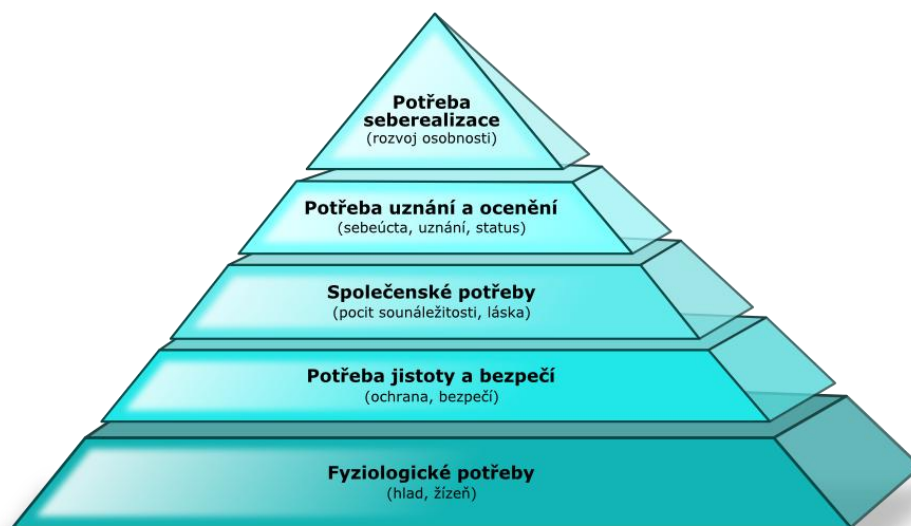 Potřeba
seberealizace
(rozvoj osobnosti)
Potřeba uznání a ocenění
(sebeúcta, uznání, status)
Společenské potřeby
(pocit sounáležitosti, láska)
Potřeba jistoty a bezpečí
(ochrana, bezpečí)
Fyziologické potřeby
(hlad, žízeň)